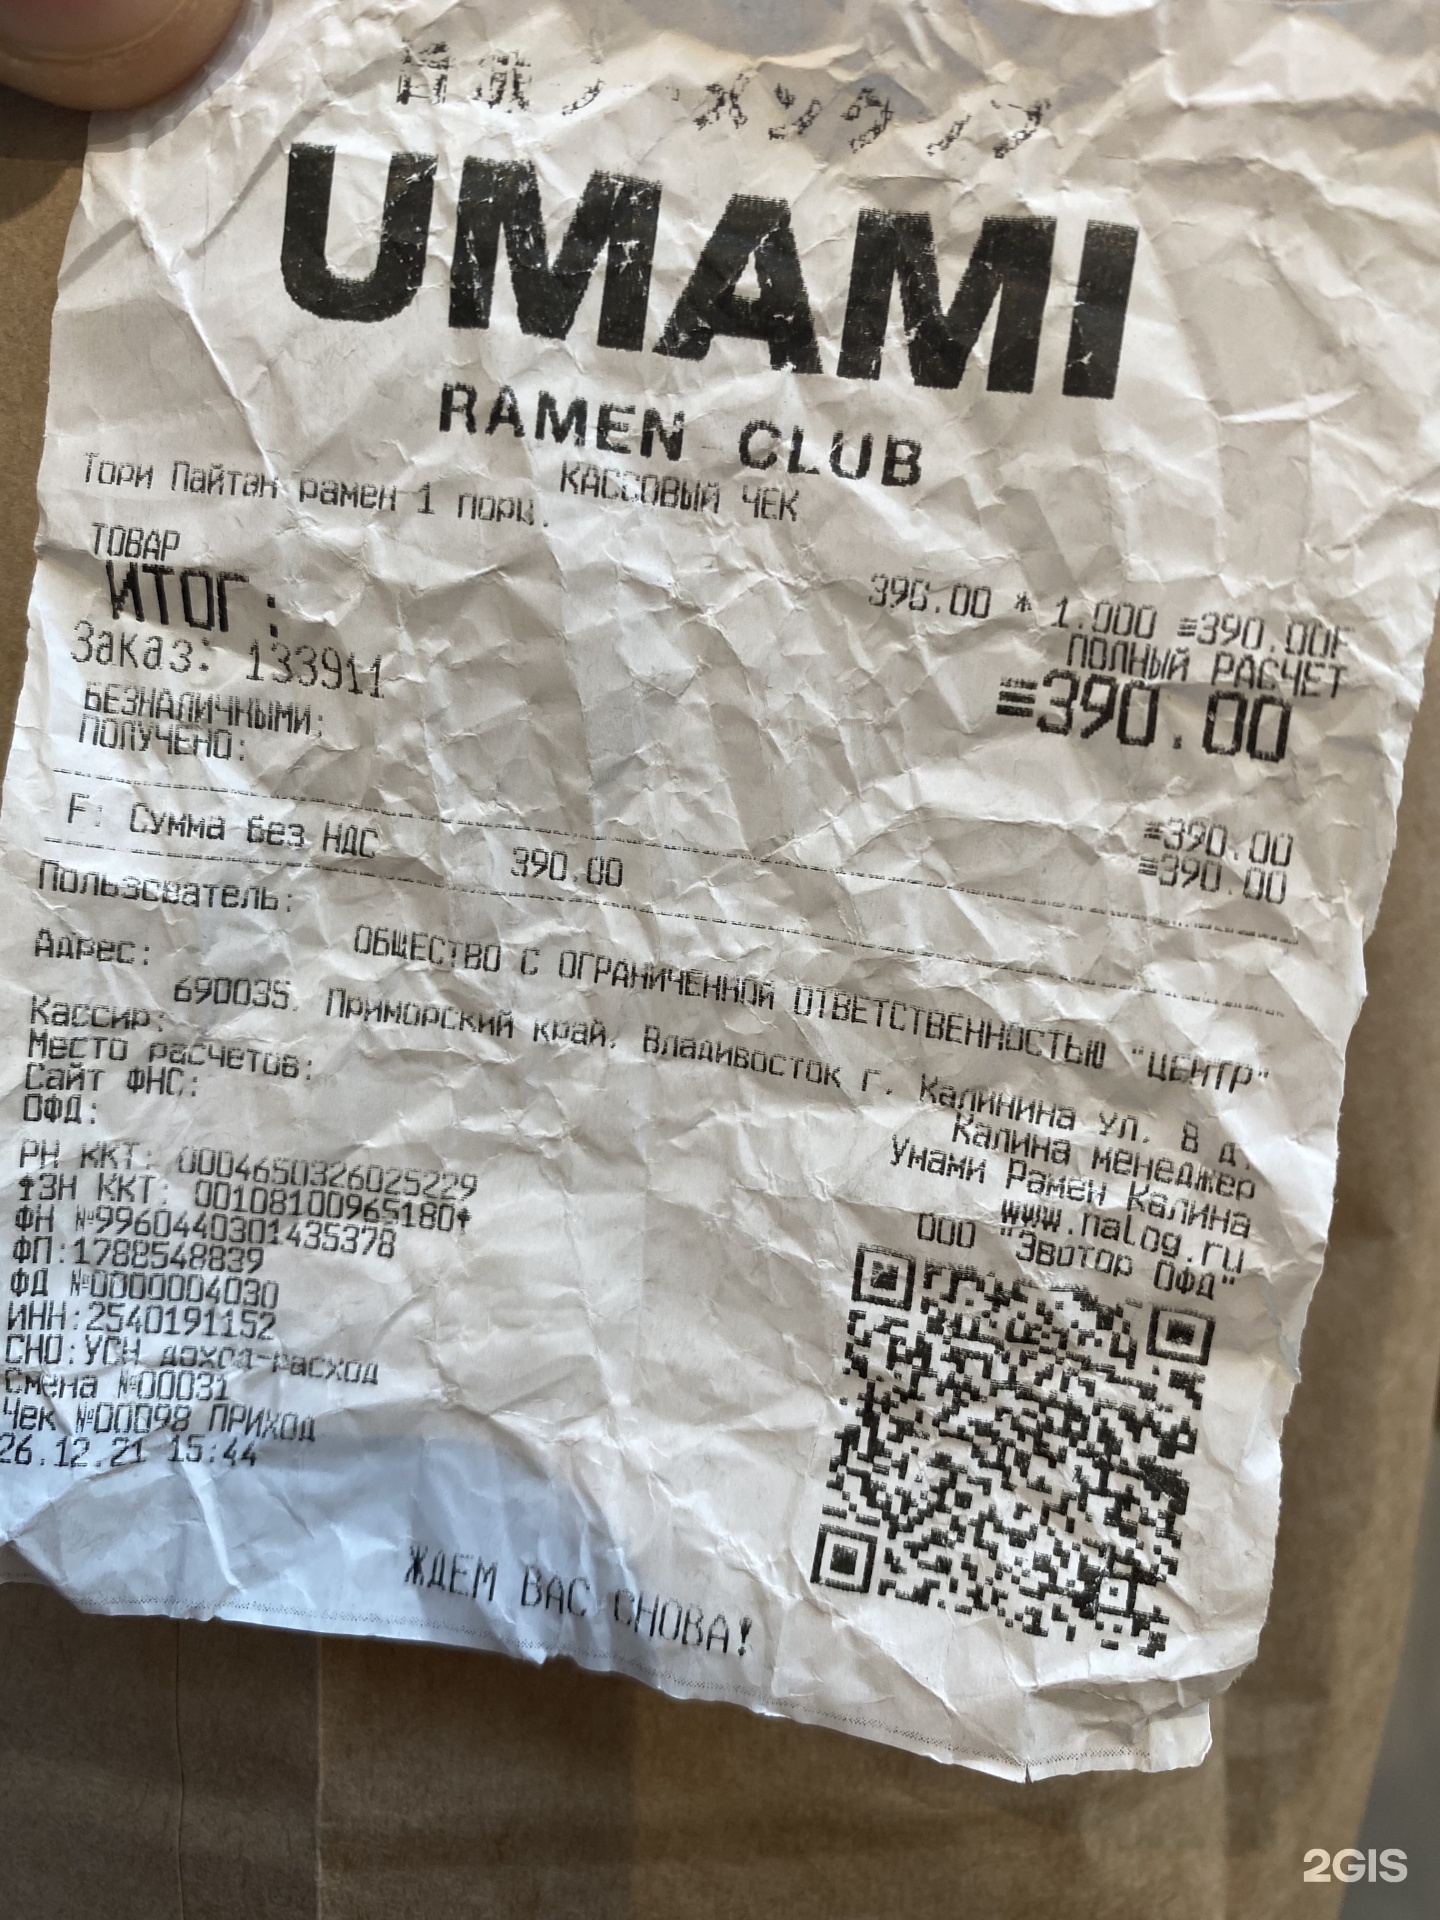 UMAMI
RAMEN CLUB
КАССОВЫЙ ЧЕК
Тори Пайтан рамен 1 порц.
390.00 * 1.000 ≡390.00F
ТОВАР ПОЛНЫЙ РАСЧЕТ
ИТОГ: ≡390.00
Заказ: 133911
БЕЗНАЛИЧНЫМИ: ≡390.00
ПОЛУЧЕНО: ≡390.00
F: Сумма без НДС 390.00
Пользователь:
ОБЩЕСТВО С ОГРАНИЧЕННОЙ ОТВЕТСТВЕННОСТЬЮ "ЦЕНТР"
Адрес:
690035, Приморский край, Владивосток г, Калинина ул, 8 д.
Кассир: Калина менеджер
Место расчетов: Умами Рамен Калина
Сайт ФНС: www.nalog.ru
ОФД: ООО "Эвотор ОФД"
РН ККТ: 0004650326025229
ЗН ККТ: 00108100965180
ФН №9960440301435378
ФП:1788548839
ФД №0000004030
ИНН:2540191152
СНО:УСН доход-расход
Смена №00031
Чек №00098 ПРИХОД
26.12.21 15:44
ЖДЕМ ВАС СНОВА!
2GIS